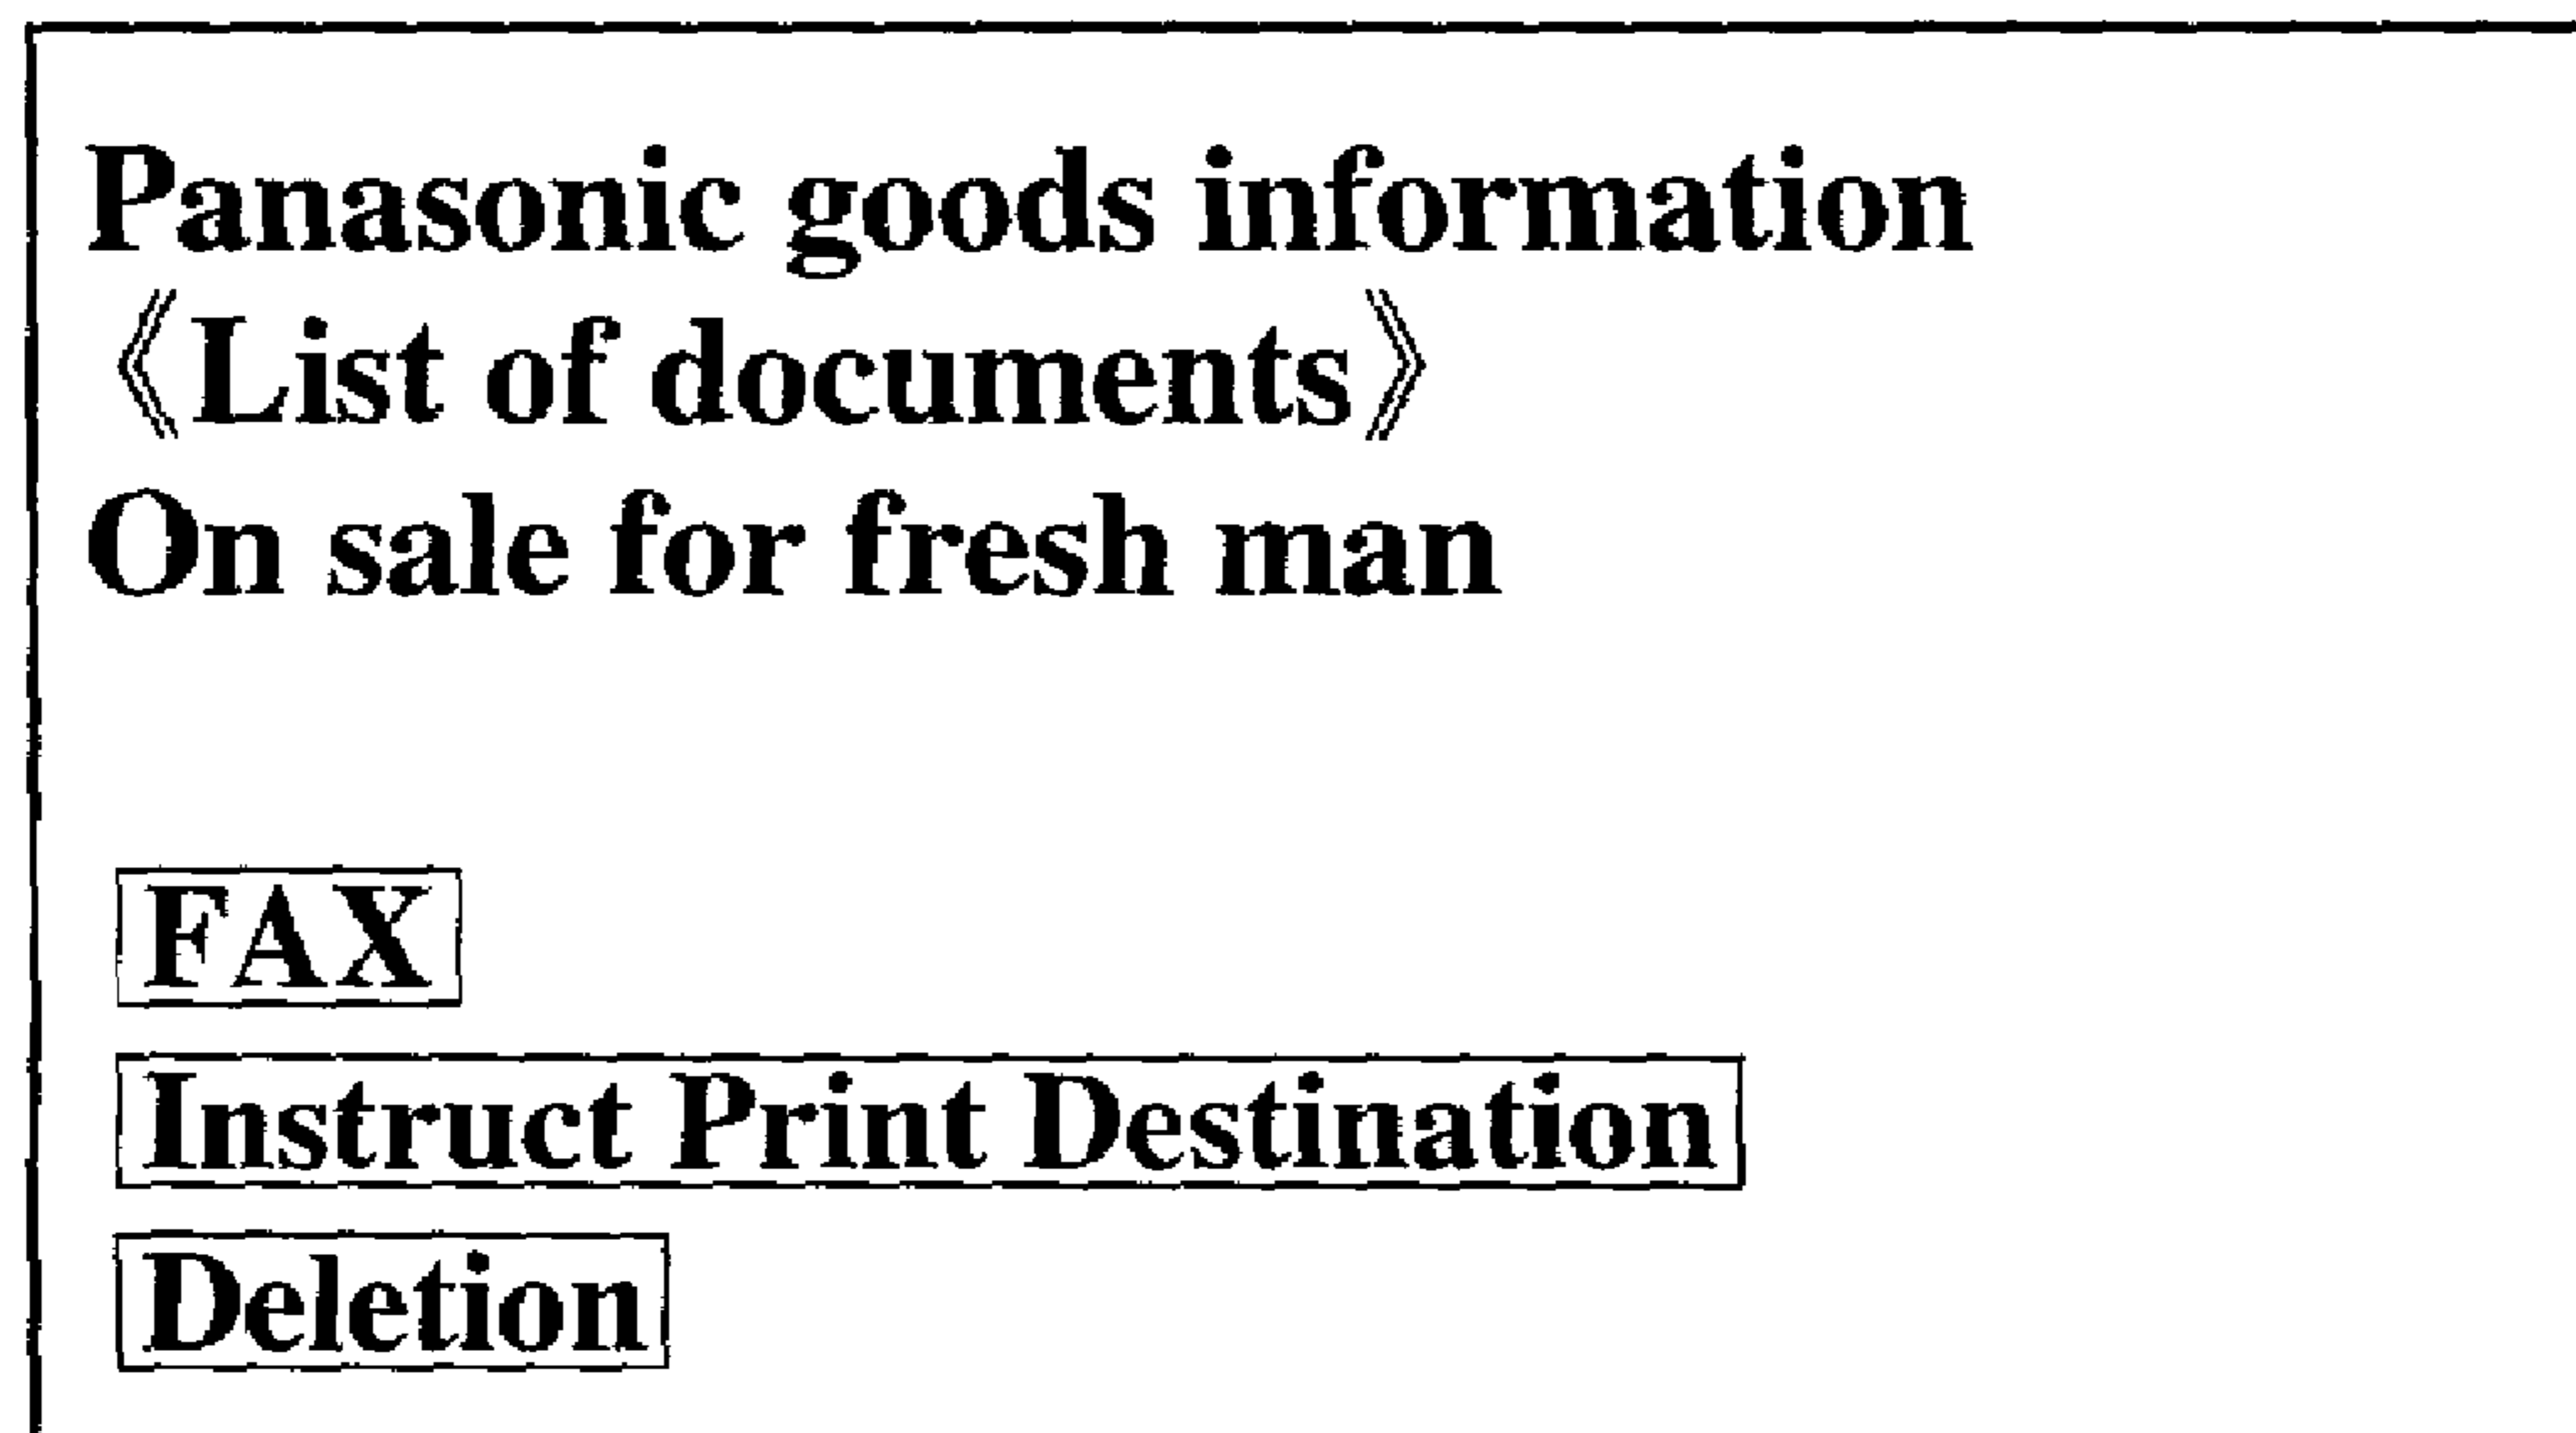 Panasonic goods information
《List of documents》
On sale for fresh man
FAX
Instruct Print Destination
Deletion